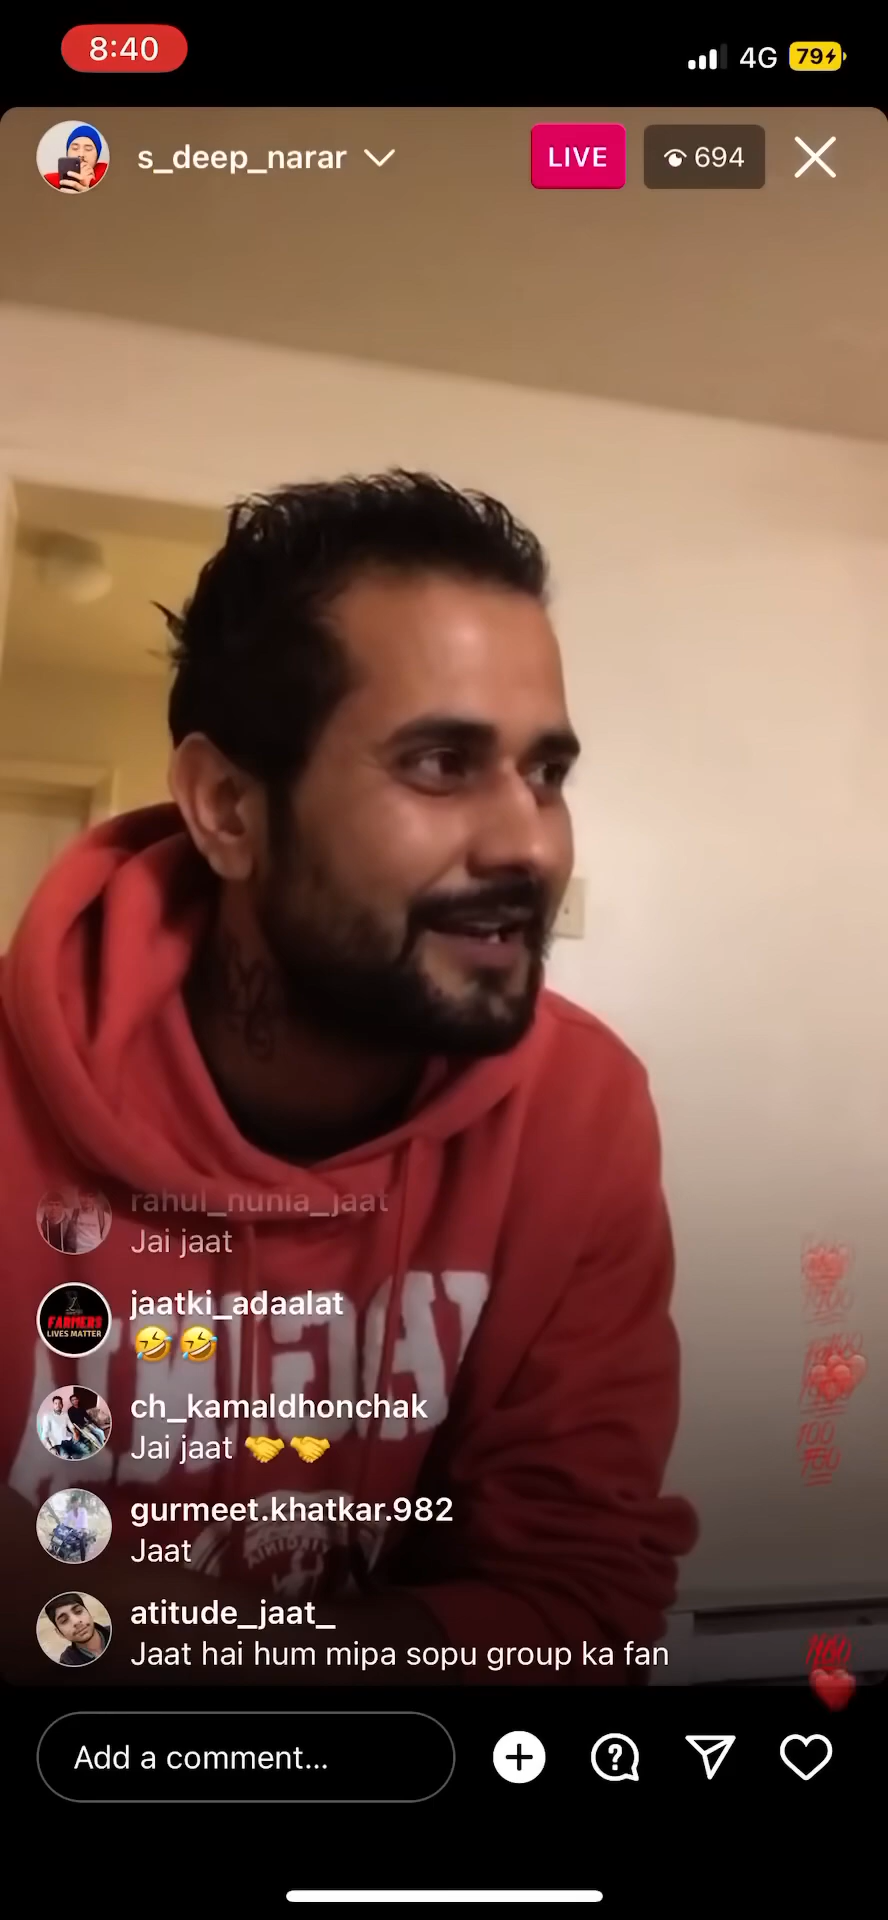 8:40
4G
79
s_deep_narar
LIVE
694
rahul_nunia_jaat
Jai jaat
jaatki_adaalat
FARMERS
LIVES MATTER
🤣🤣
ch_kamaldhonchak
Jai jaat 🤝🤝
gurmeet.khatkar.982
Jaat
atitude_jaat_
Jaat hai hum mipa sopu group ka fan
Add a comment...